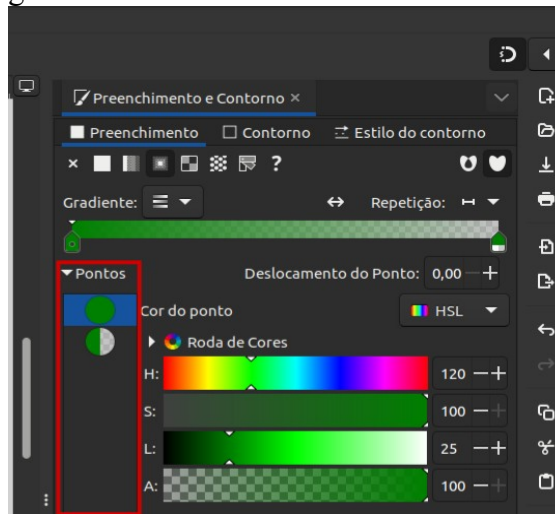 Preenchimento e Contorno ×
Preenchimento Contorno Estilo do contorno
?
Gradiente: Repetição:
Pontos Deslocamento do Ponto: 0,00 −+
Cor do ponto HSL
Roda de Cores
H: 120 −+
S: 100 −+
L: 25 −+
A: 100 −+